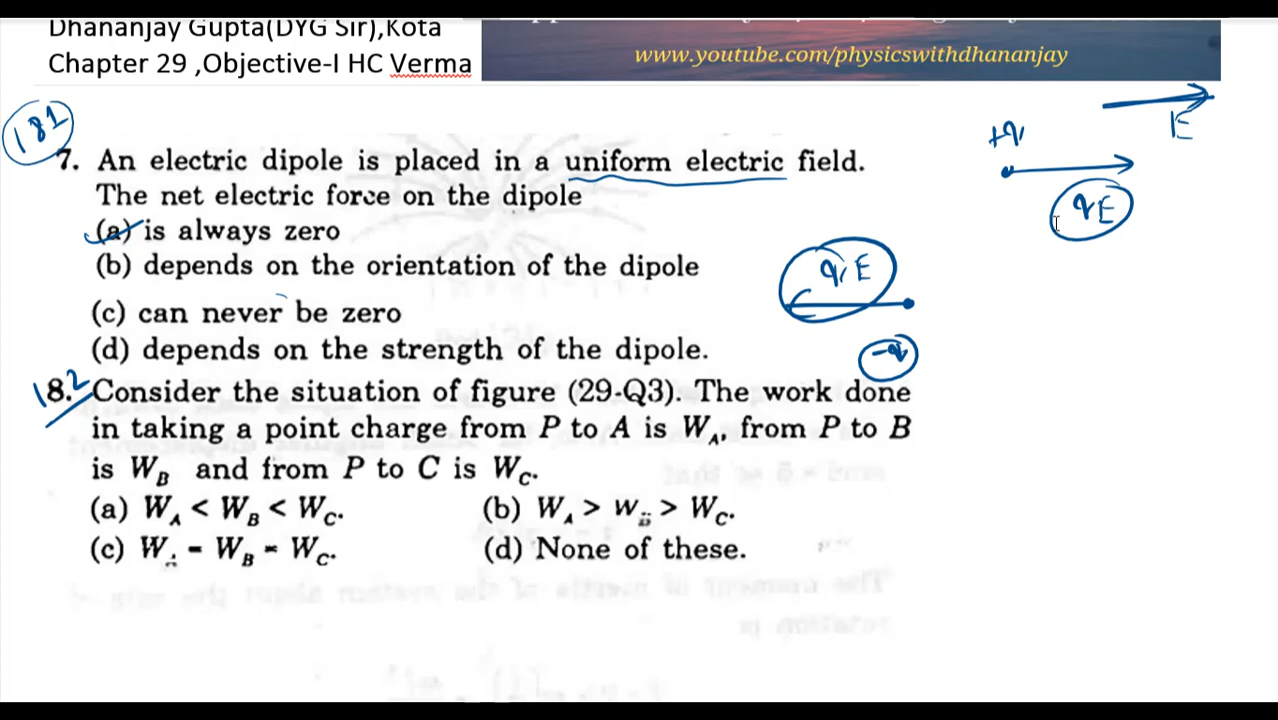 Dhananjay Gupta(DYG Sir),Kota
Chapter 29 ,Objective-I HC Verma
www.youtube.com/physicswithdhananjay
181
7. An electric dipole is placed in a uniform electric field.
The net electric force on the dipole
(a) is always zero
(b) depends on the orientation of the dipole
(c) can never be zero
(d) depends on the strength of the dipole.
E
+q
qE
qE
-q
182
8. Consider the situation of figure (29-Q3). The work done
in taking a point charge from P to A is W_A, from P to B
is W_B and from P to C is W_C.
(a) W_A < W_B < W_C. (b) W_A > W_B > W_C.
(c) W_A = W_B = W_C. (d) None of these.